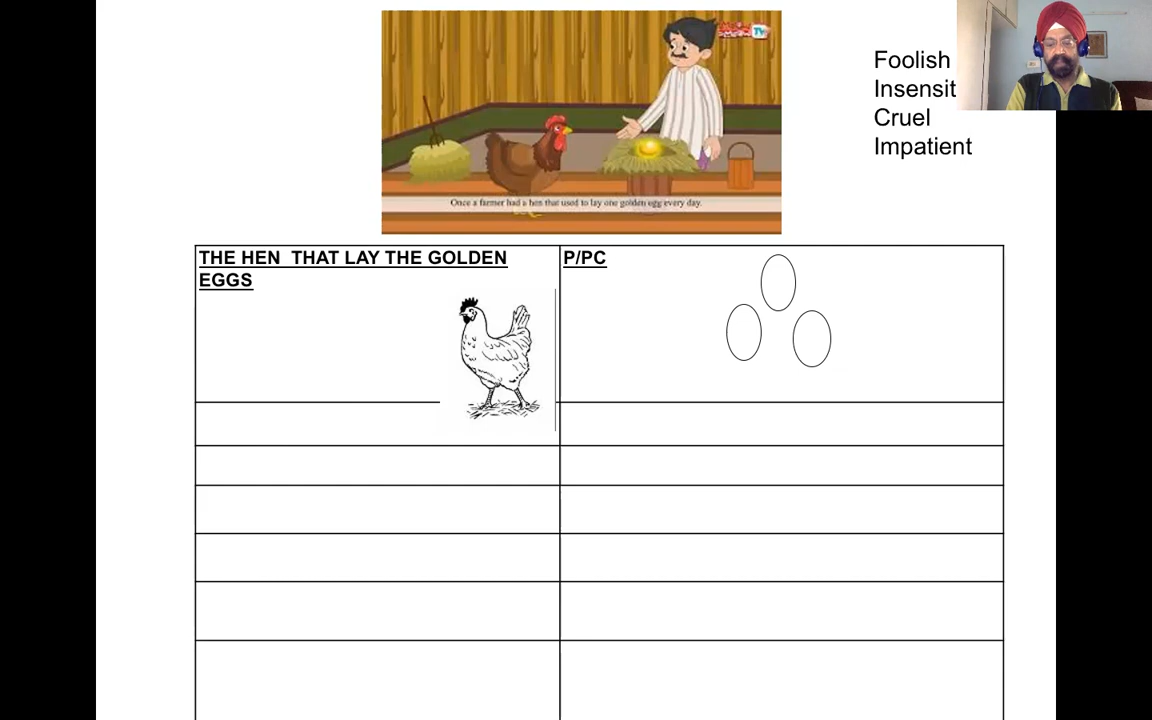 Foolish
Insensit
Cruel
Impatient
Once a farmer had a hen that used to lay one golden egg every day.
THE HEN THAT LAY THE GOLDEN
EGGS
P/PC